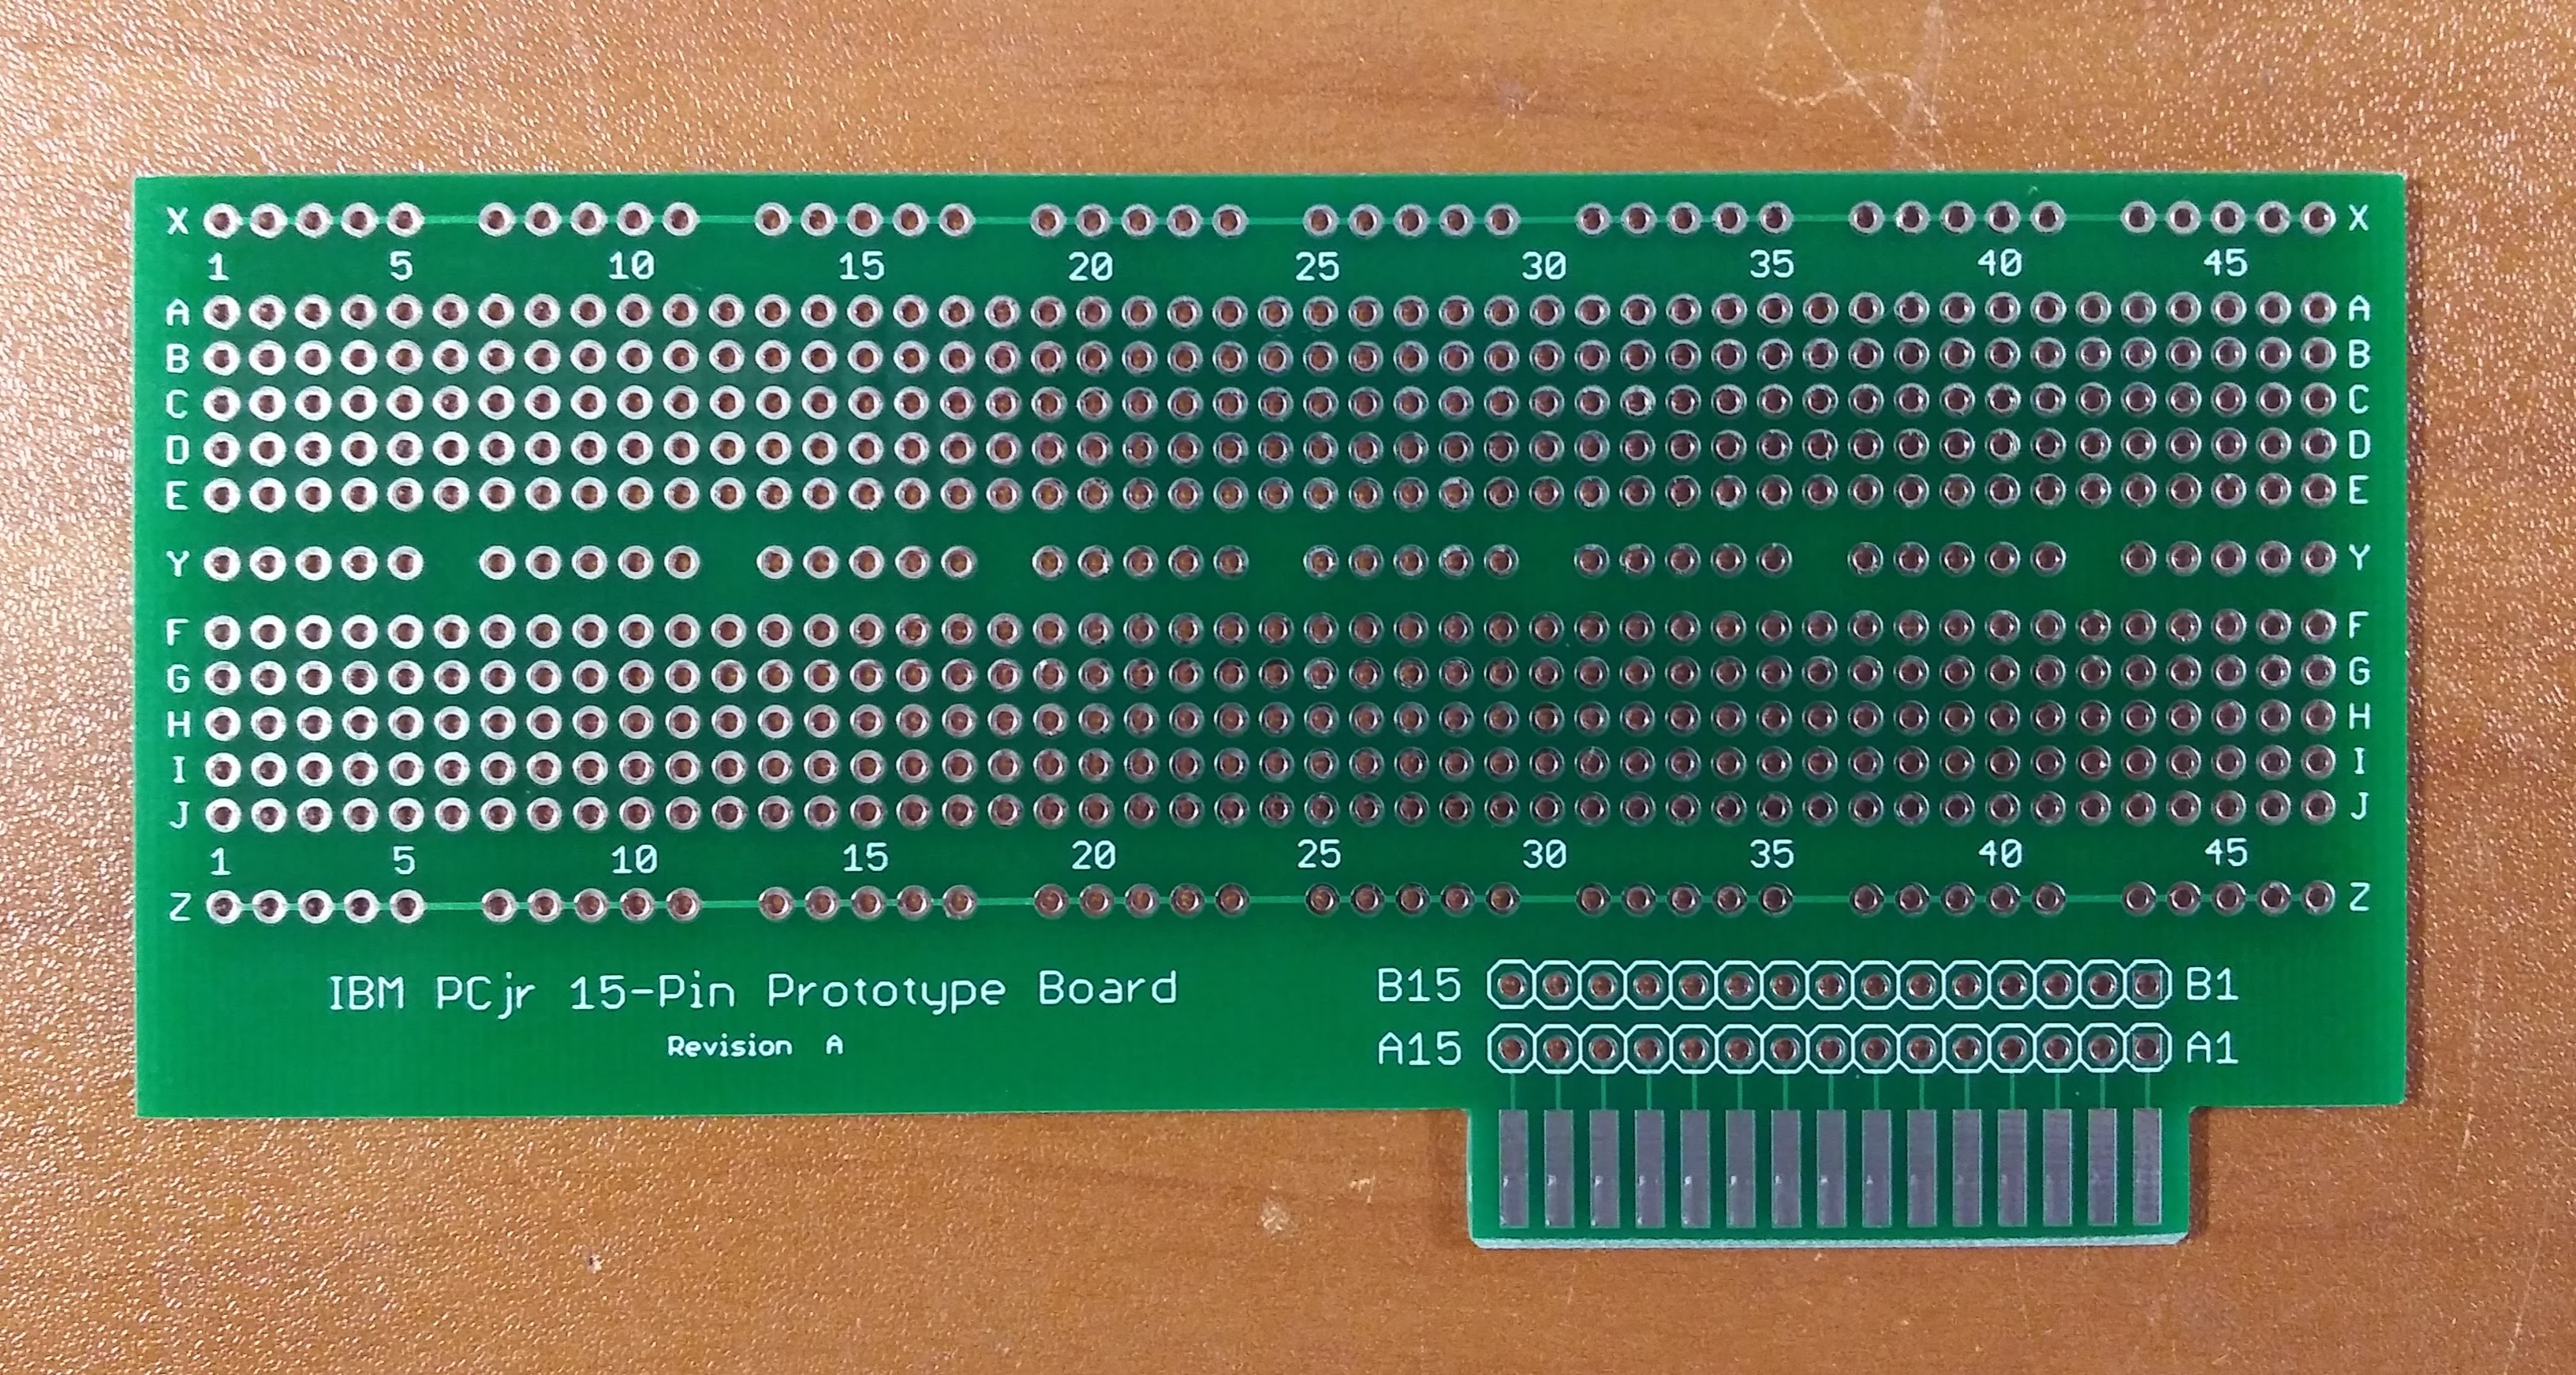 X X
1 5 10 15 20 25 30 35 40 45
A A
B B
C C
D D
E E
Y Y
F F
G G
H H
I I
J J
1 5 10 15 20 25 30 35 40 45
Z Z
IBM PCjr 15-Pin Prototype Board
Revision A
B15 B1
A15 A1